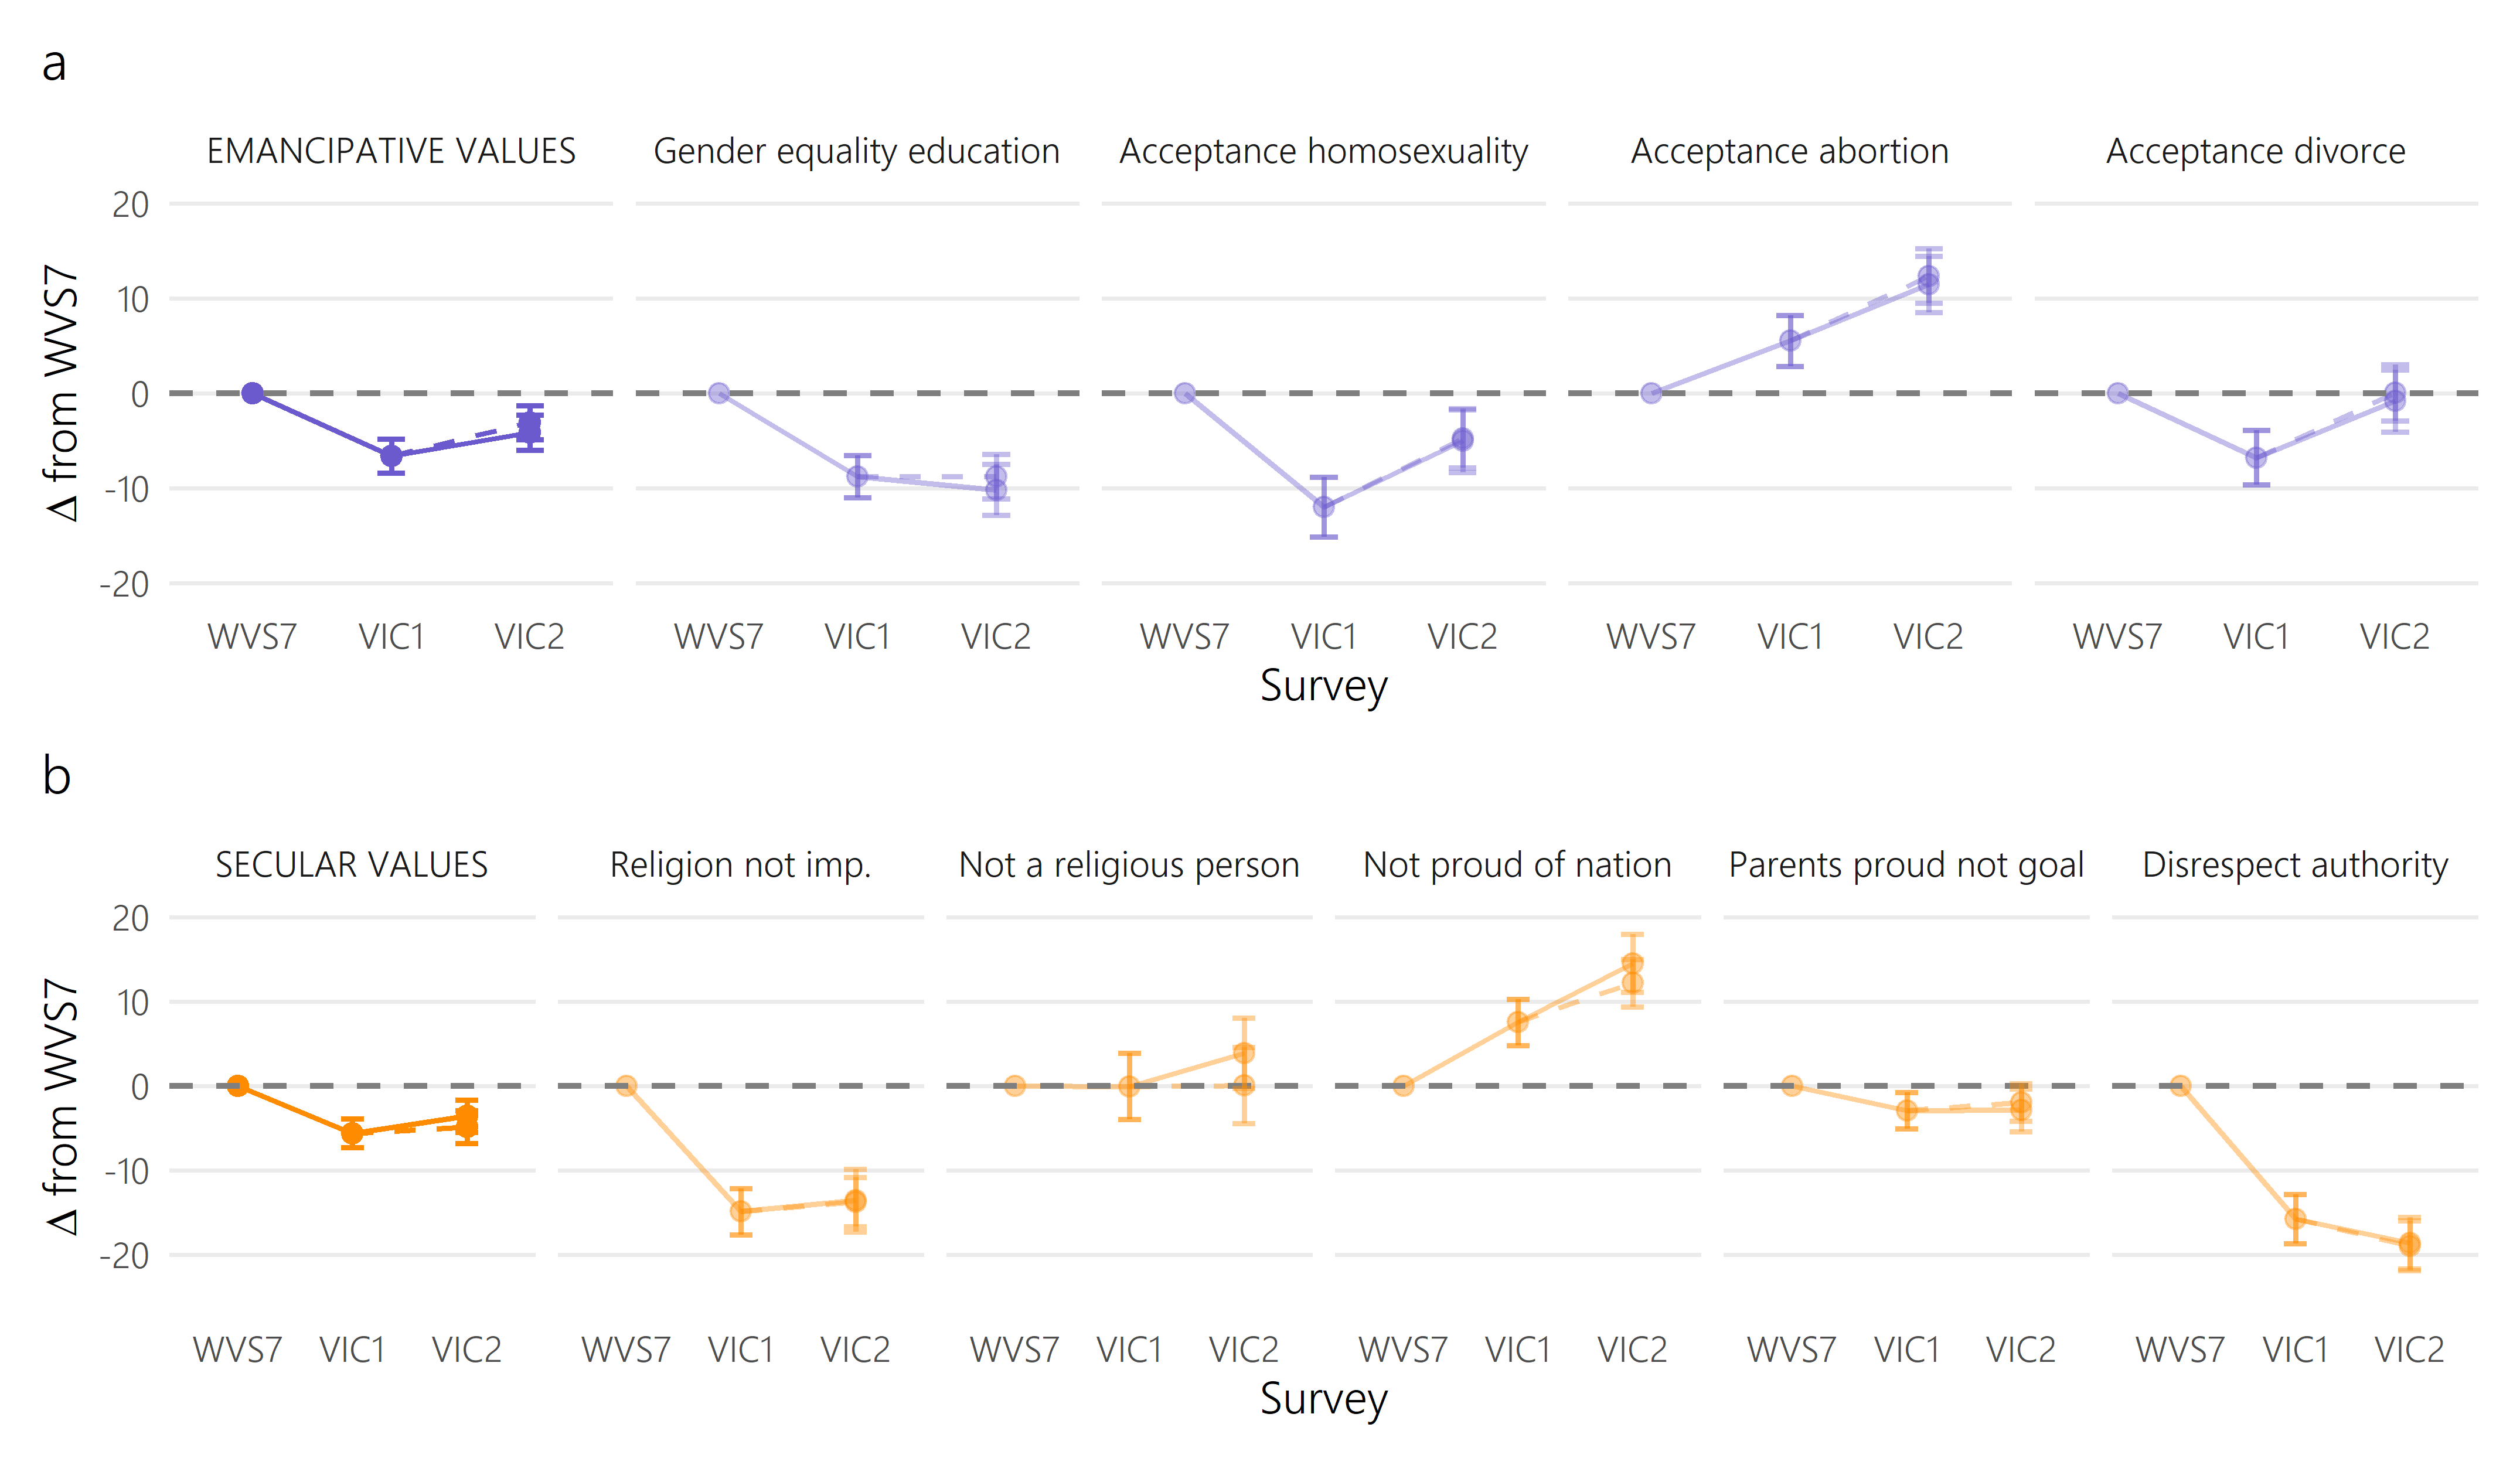 a
EMANCIPATIVE VALUES Gender equality education Acceptance homosexuality Acceptance abortion Acceptance divorce
20
10
0
-10
-20
Δ from WVS7
WVS7 VIC1 VIC2 WVS7 VIC1 VIC2 WVS7 VIC1 VIC2 WVS7 VIC1 VIC2 WVS7 VIC1 VIC2
Survey
b
SECULAR VALUES Religion not imp. Not a religious person Not proud of nation Parents proud not goal Disrespect authority
20
10
0
-10
-20
Δ from WVS7
WVS7 VIC1 VIC2 WVS7 VIC1 VIC2 WVS7 VIC1 VIC2 WVS7 VIC1 VIC2 WVS7 VIC1 VIC2 WVS7 VIC1 VIC2
Survey